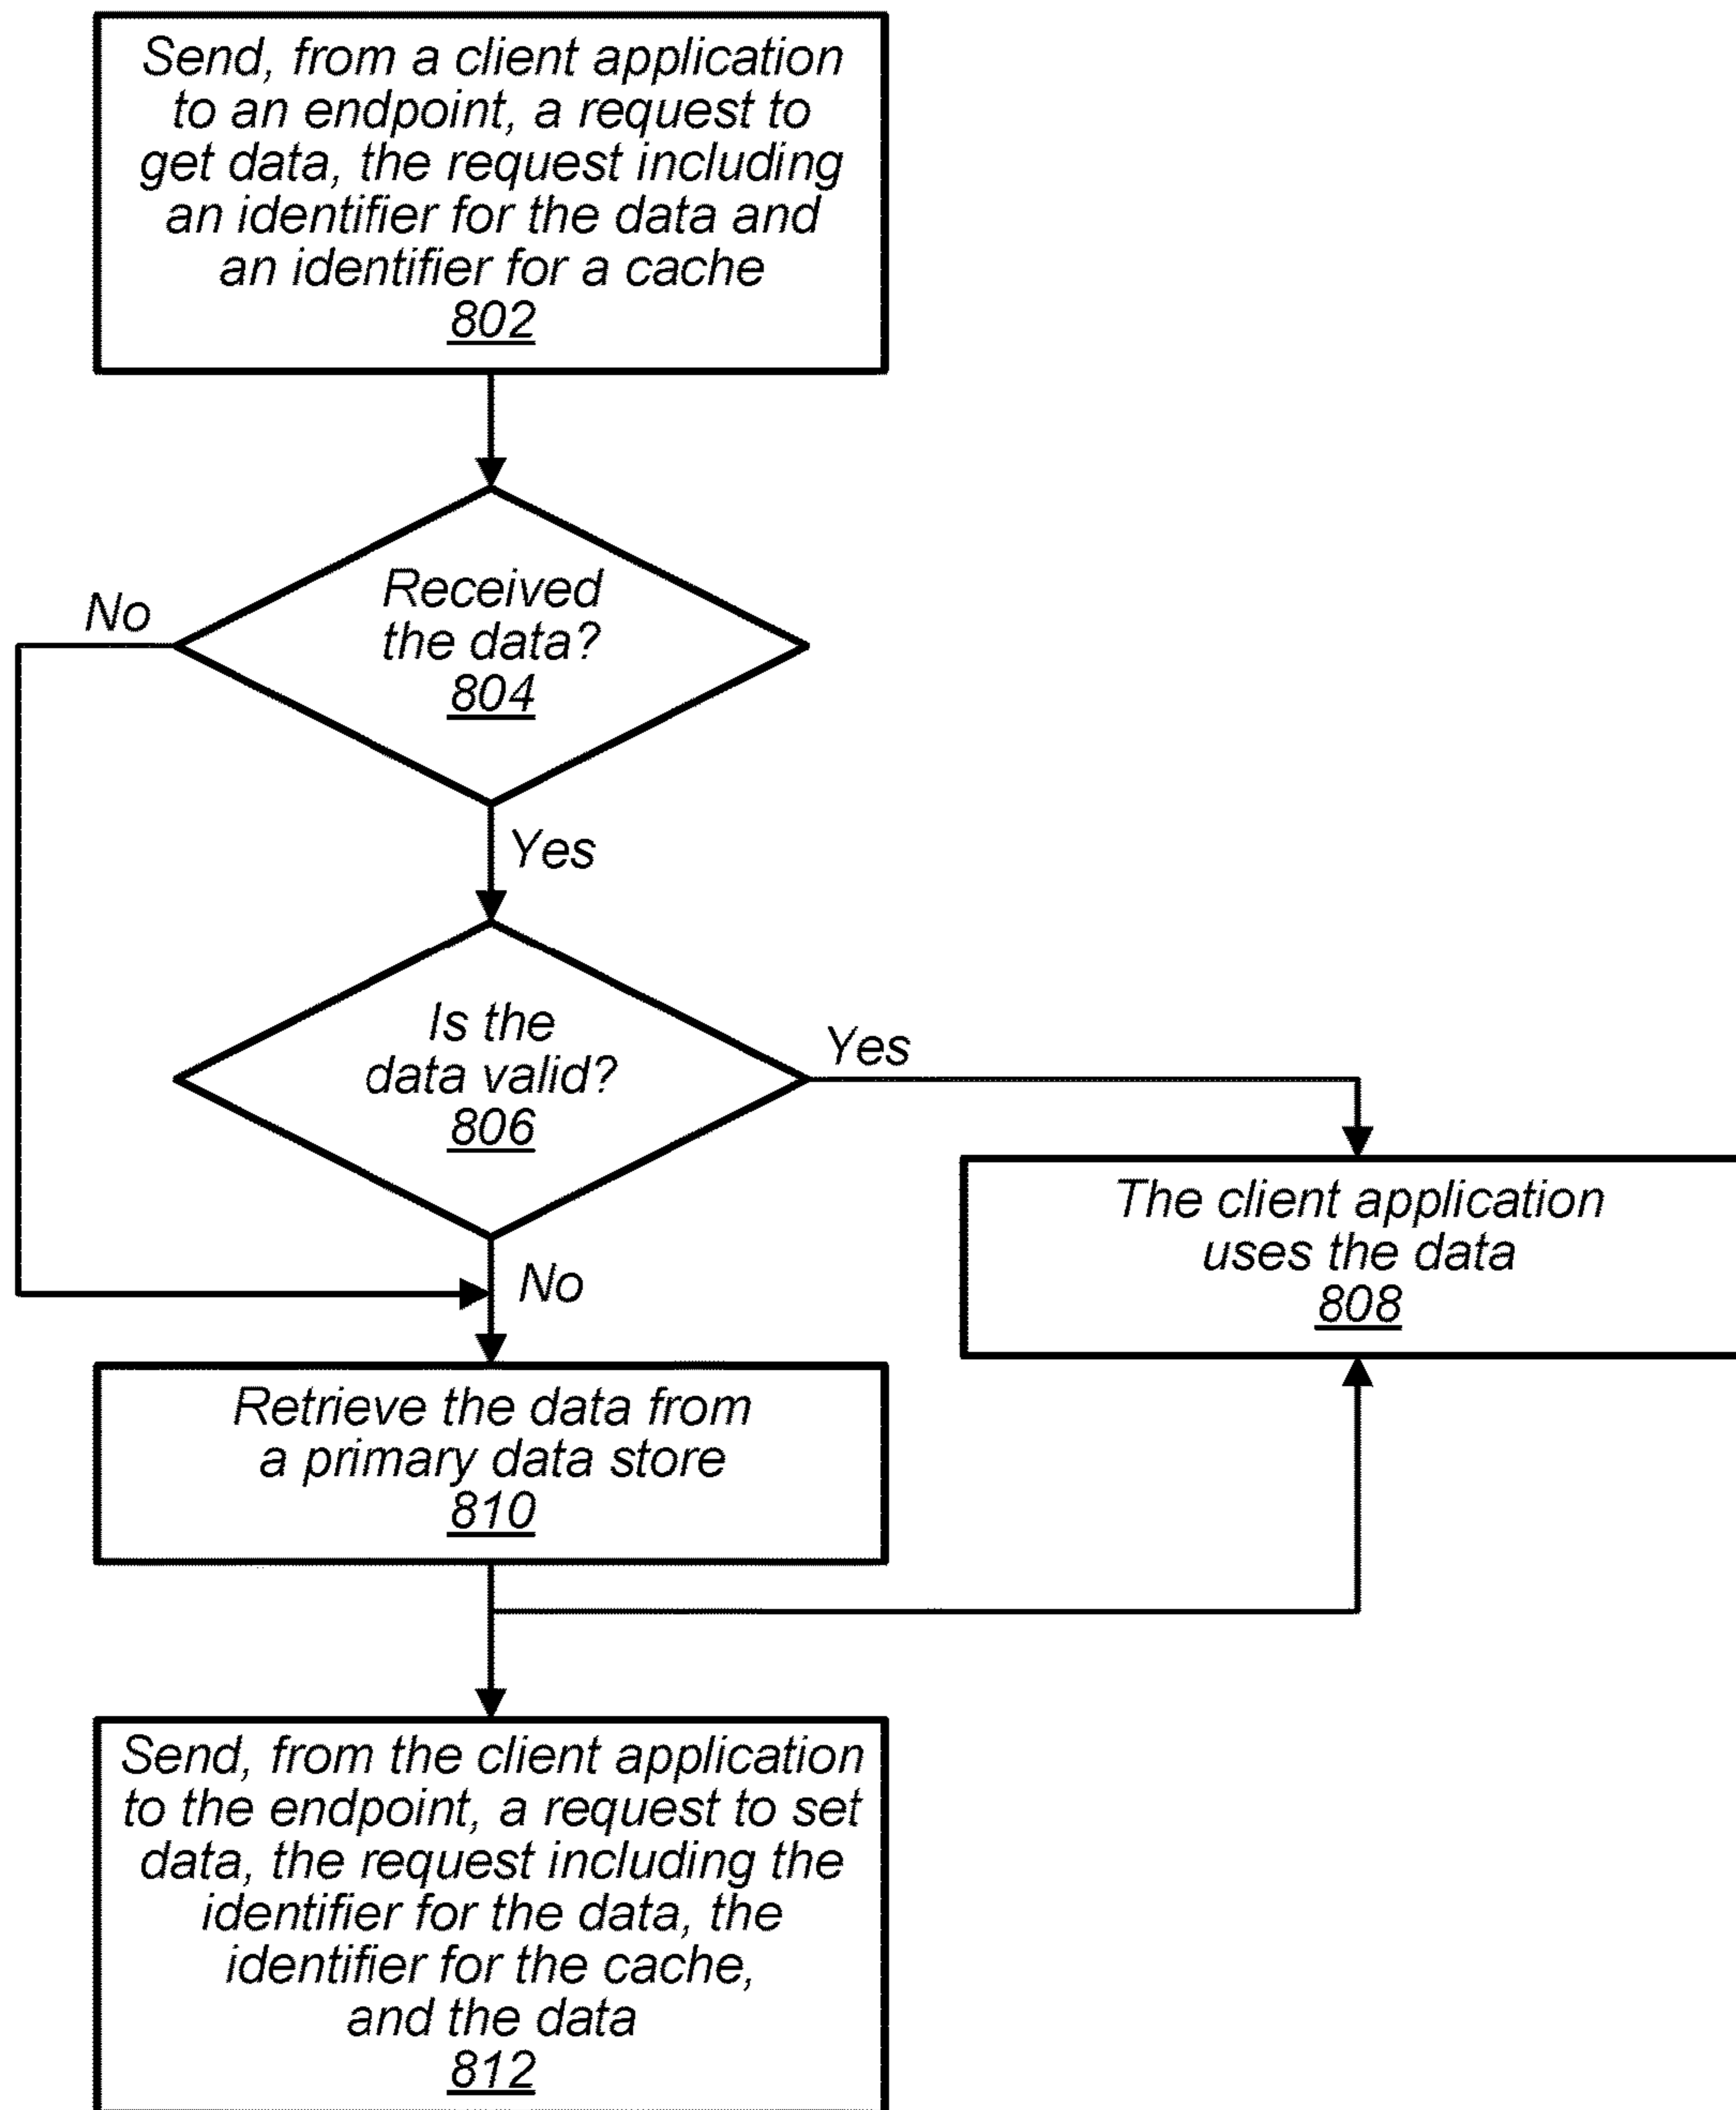 Send, from a client application
to an endpoint, a request to
get data, the request including
an identifier for the data and
an identifier for a cache
802
Received
the data?
804
No
Yes
Is the
data valid?
806
Yes
No
The client application
uses the data
808
Retrieve the data from
a primary data store
810
Send, from the client application
to the endpoint, a request to set
data, the request including the
identifier for the data, the
identifier for the cache,
and the data
812